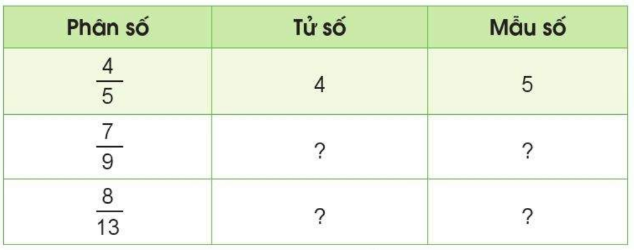 Phân số Tử số Mẫu số
4/5 4 5
7/9 ? ?
8/13 ? ?